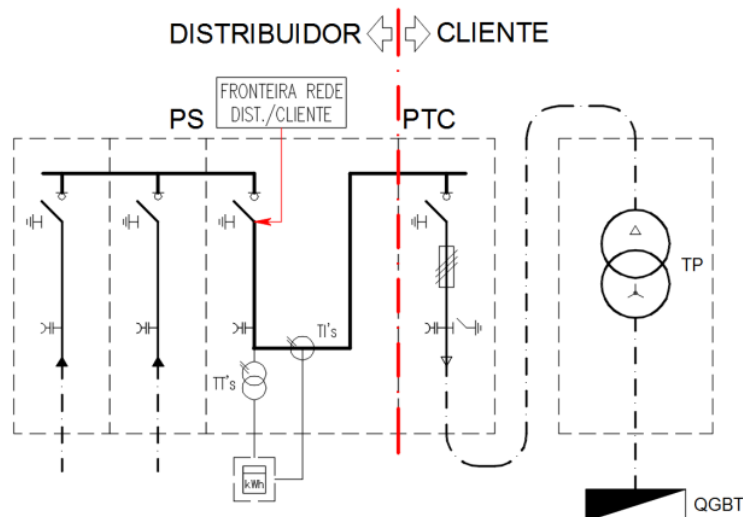 DISTRIBUIDOR
CLIENTE
FRONTEIRA REDE
DIST./CLIENTE
PS
PTC
TP
TI's
TT's
kWh
QGBT